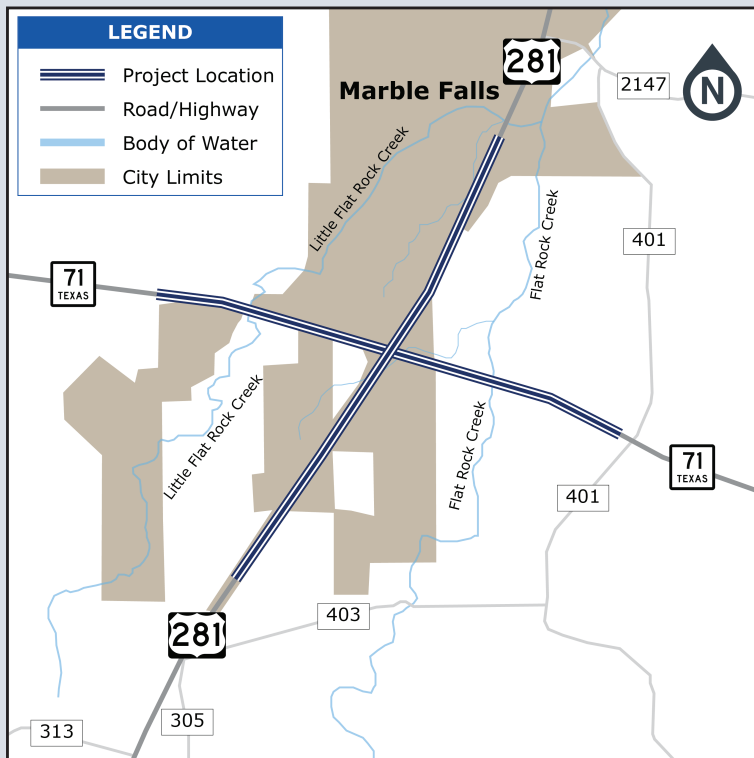 LEGEND
Project Location
Road/Highway
Body of Water
City Limits
281
Marble Falls
2147
N
Little Flat Rock Creek
Flat Rock Creek
401
71
TEXAS
Little Flat Rock Creek
Flat Rock Creek
71
TEXAS
401
403
281
305
313